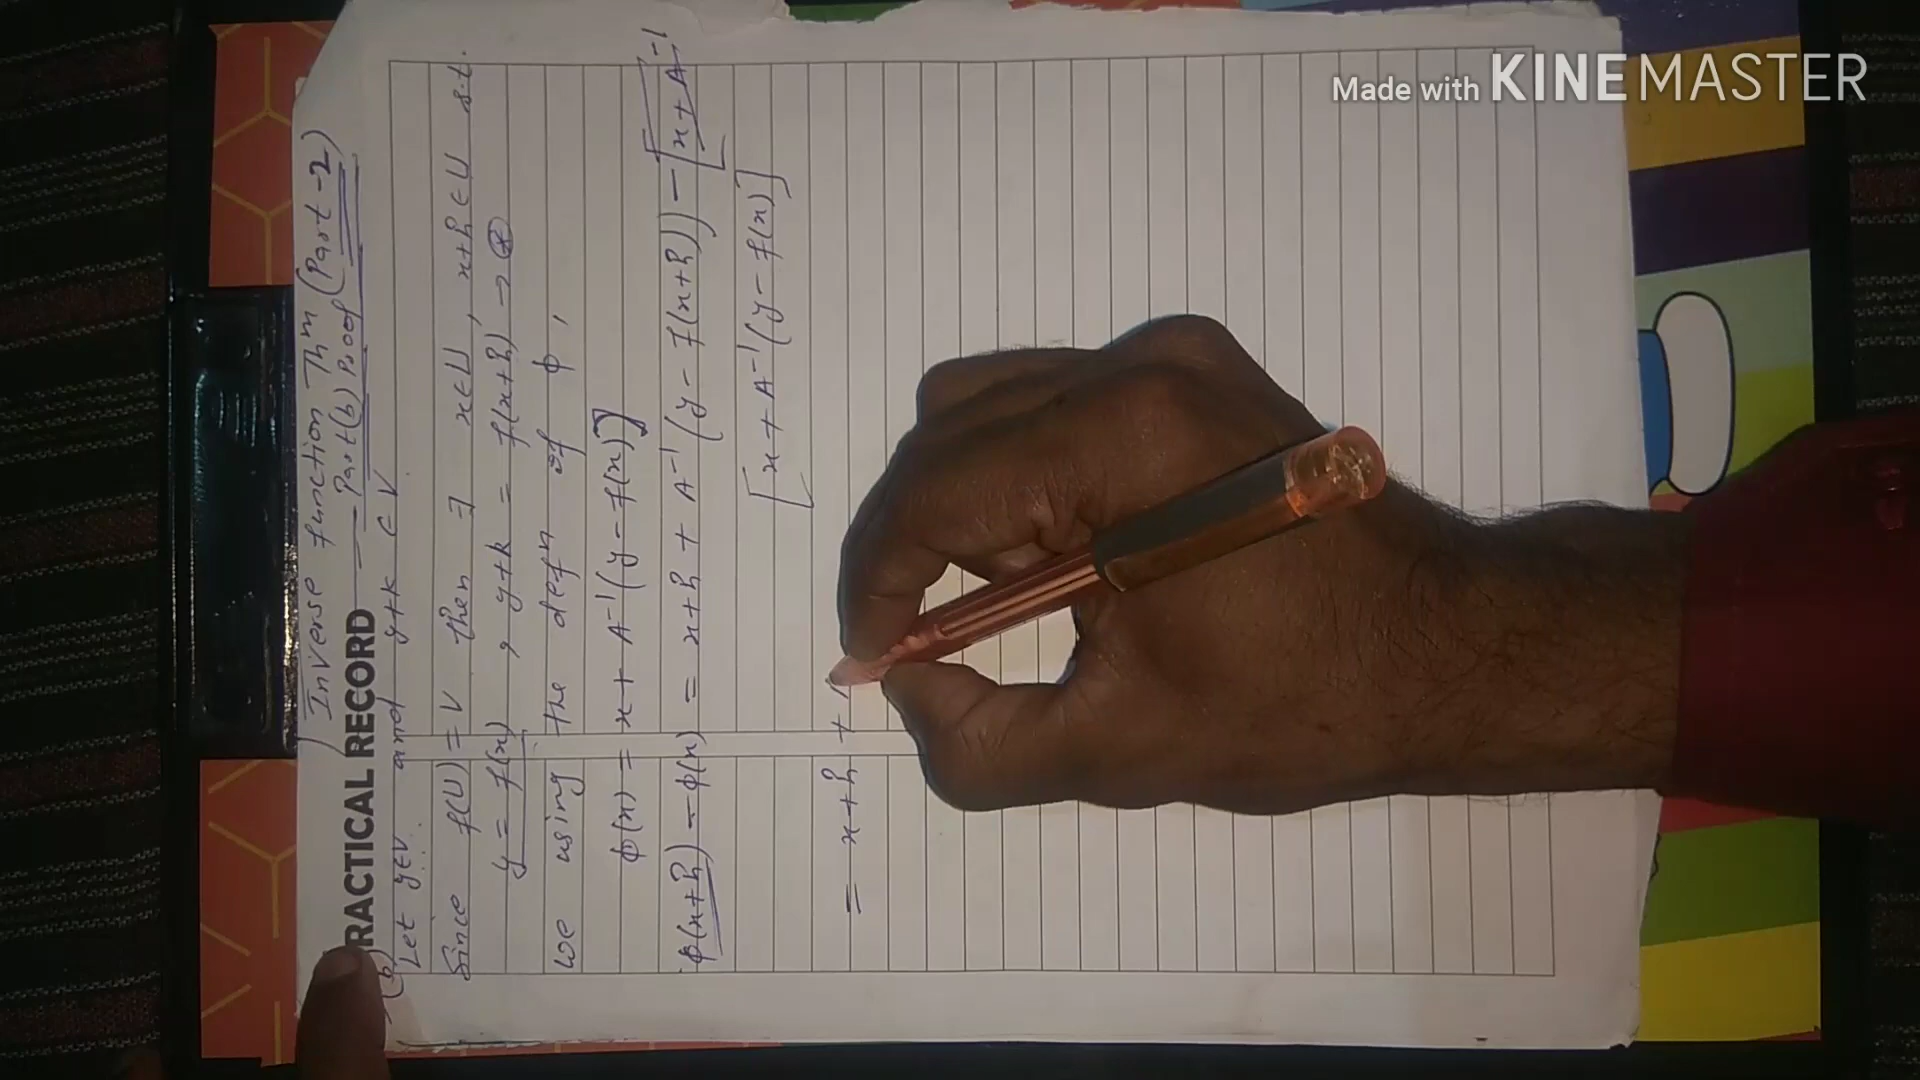 Made with KINEMASTER
Inverse function Thm (Part-2)
PRACTICAL RECORD
— Part(b) Proof
(b)
Let y∈V and y+k ∈ V
Since f(U) = V then ∃ x∈U, x+h∈U s.t.
y = f(x), y+k = f(x+h) → ⊛
we using the defn of φ,
φ(x) = x + A⁻¹(y - f(x))
φ(x+h) - φ(x) = x+h + A⁻¹(y - f(x+h)) - [x + A⁻¹
[x + A⁻¹(y - f(x))]
= x+h +